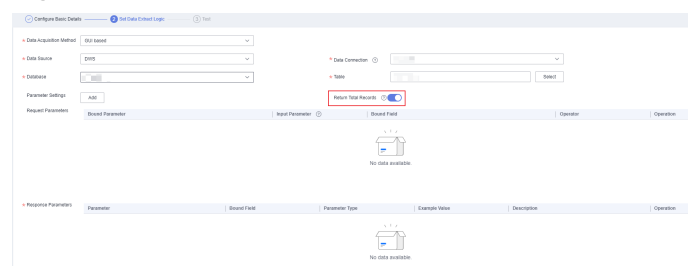 Configure Basic Details 2 Set Data Extract Logic 3 Test
* Data Acquisition Method GUI based
* Data Source DWS * Data Connection ?
* Database * Table Select
Parameter Settings Add Return Total Records ?
Request Parameters Bound Parameter Input Parameter ? Bound Field Operator Operation
No data available.
* Response Parameters Parameter Bound Field Parameter Type Example Value Description Operation
No data available.